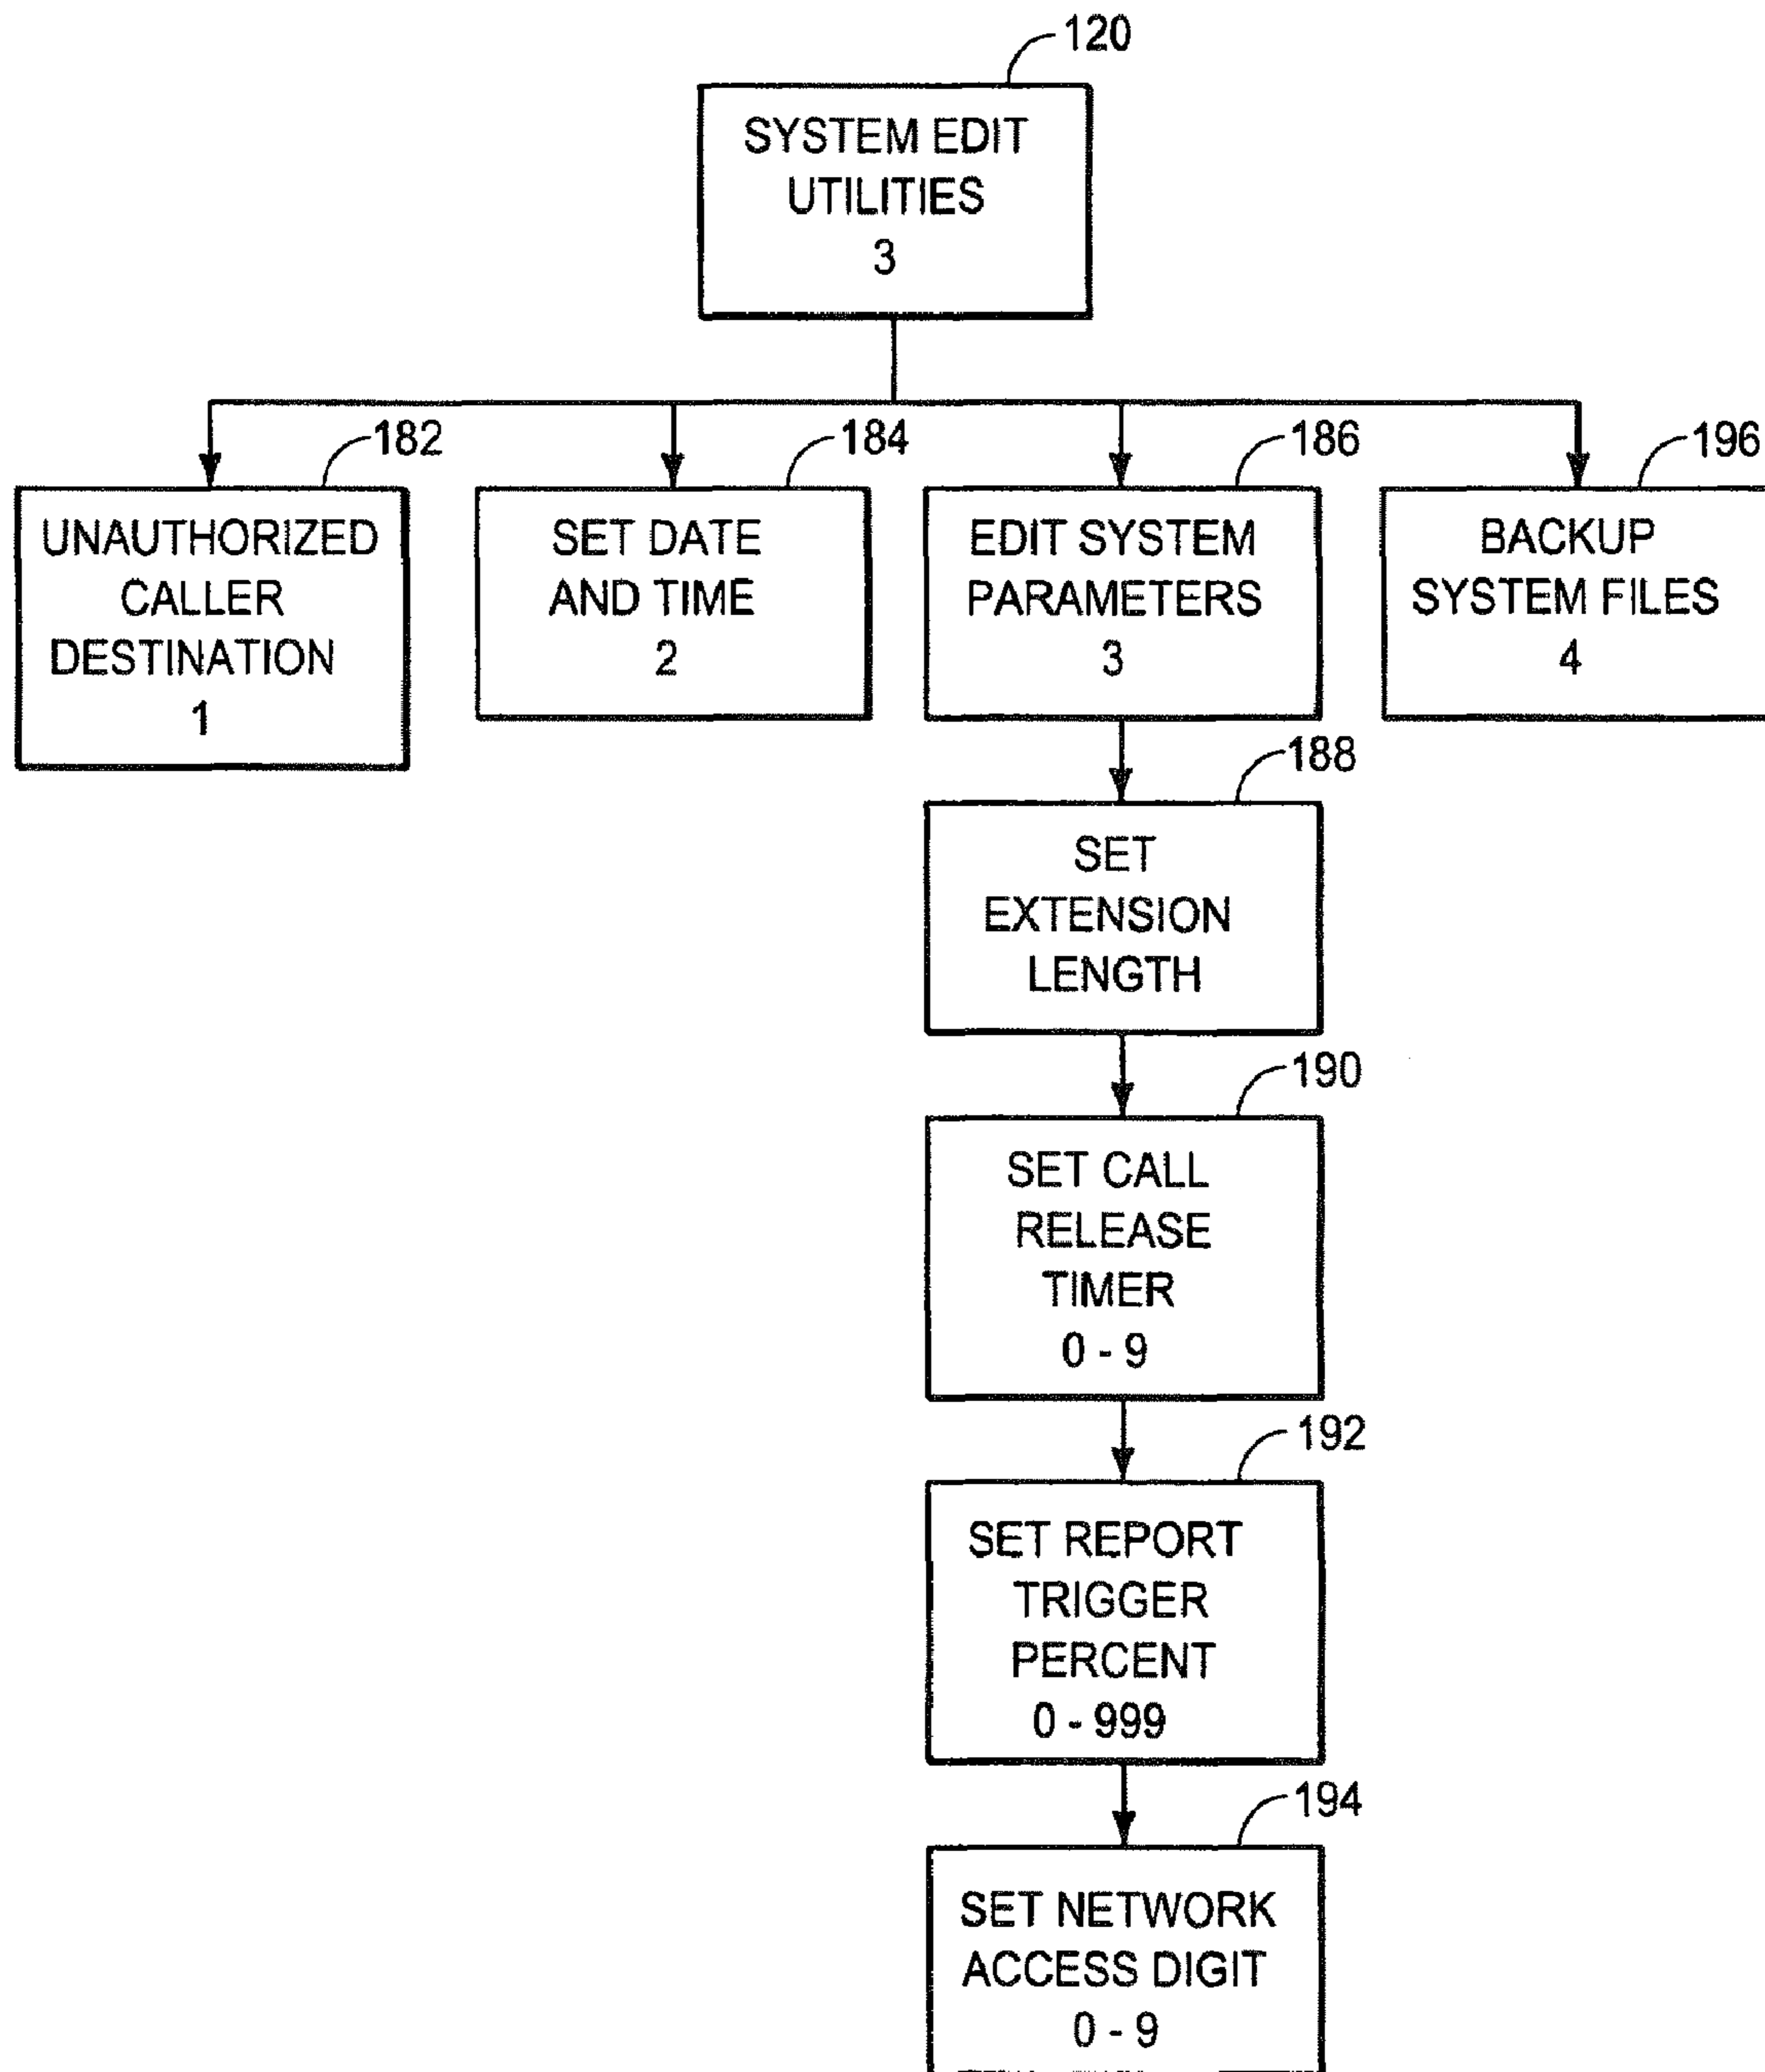 120
SYSTEM EDIT
UTILITIES
3
182
UNAUTHORIZED
CALLER
DESTINATION
1
184
SET DATE
AND TIME
2
186
EDIT SYSTEM
PARAMETERS
3
196
BACKUP
SYSTEM FILES
4
188
SET
EXTENSION
LENGTH
190
SET CALL
RELEASE
TIMER
0 - 9
192
SET REPORT
TRIGGER
PERCENT
0 - 999
194
SET NETWORK
ACCESS DIGIT
0 - 9